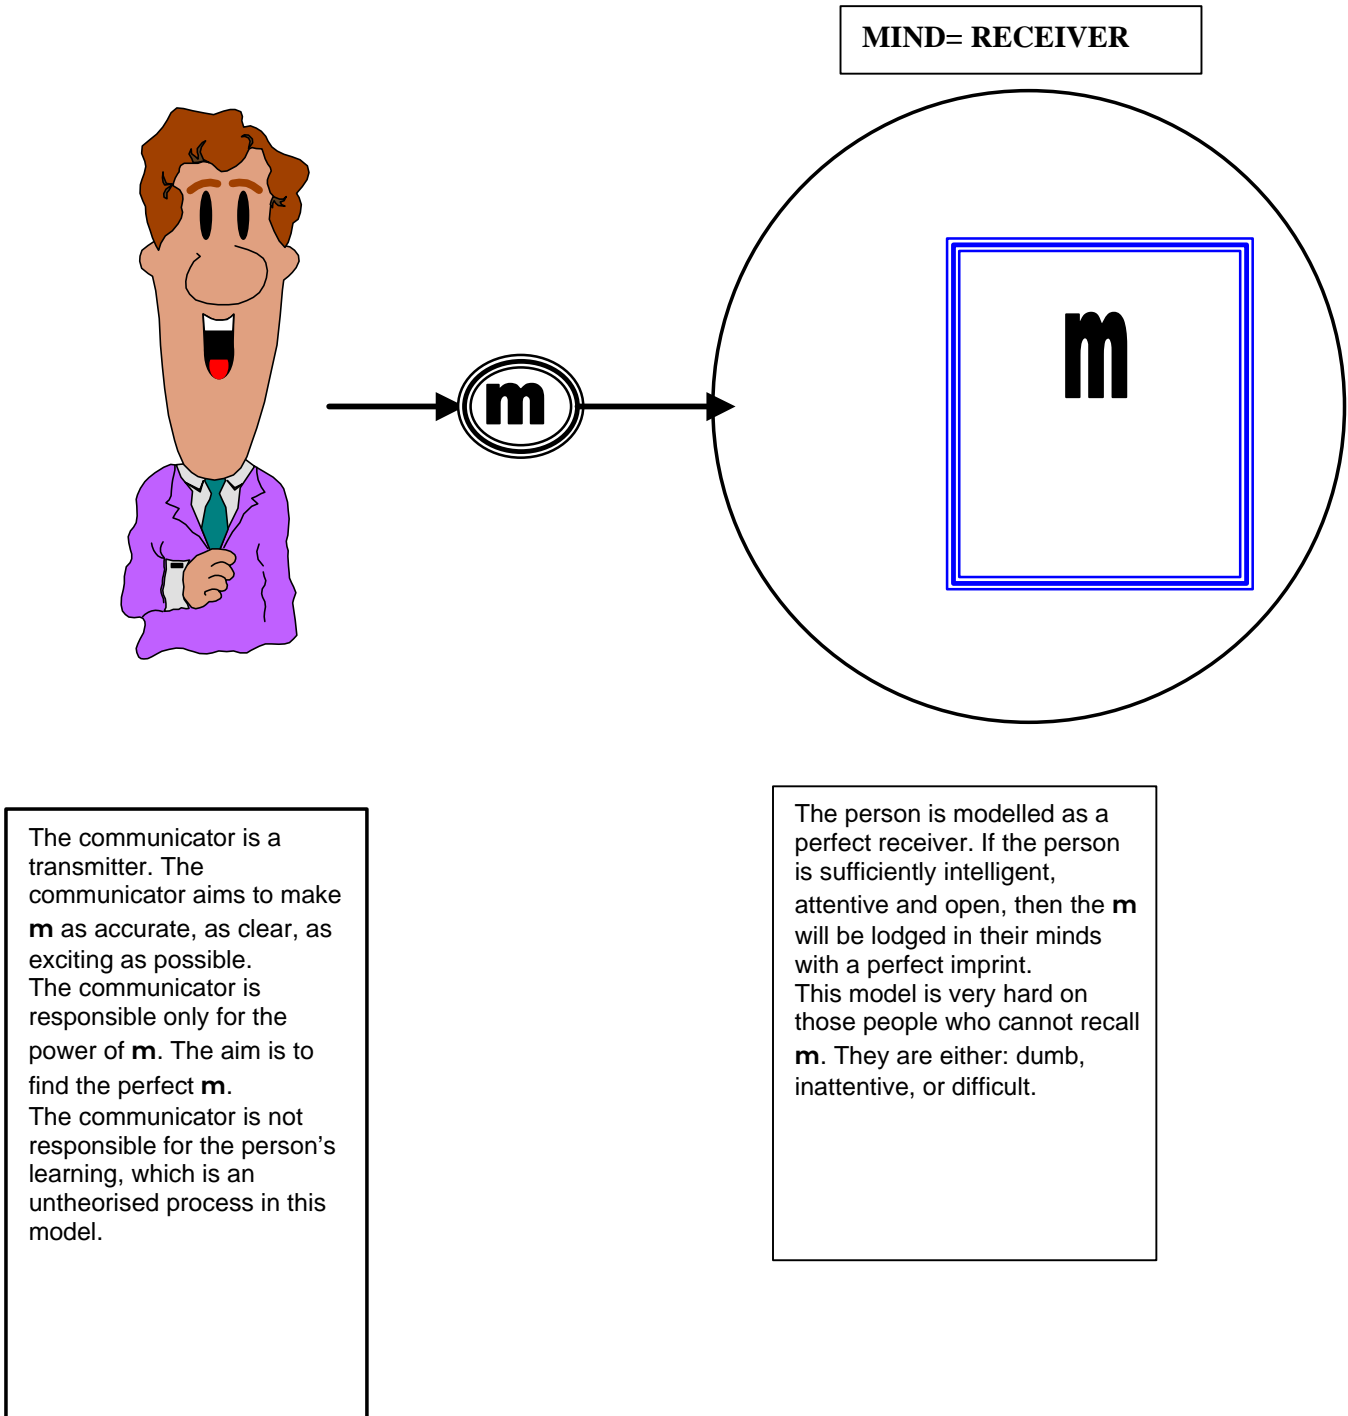 MIND= RECEIVER
m
m
The communicator is a
transmitter. The
communicator aims to make
m as accurate, as clear, as
exciting as possible.
The communicator is
responsible only for the
power of m. The aim is to
find the perfect m.
The communicator is not
responsible for the person’s
learning, which is an
untheorised process in this
model.
The person is modelled as a
perfect receiver. If the person
is sufficiently intelligent,
attentive and open, then the m
will be lodged in their minds
with a perfect imprint.
This model is very hard on
those people who cannot recall
m. They are either: dumb,
inattentive, or difficult.